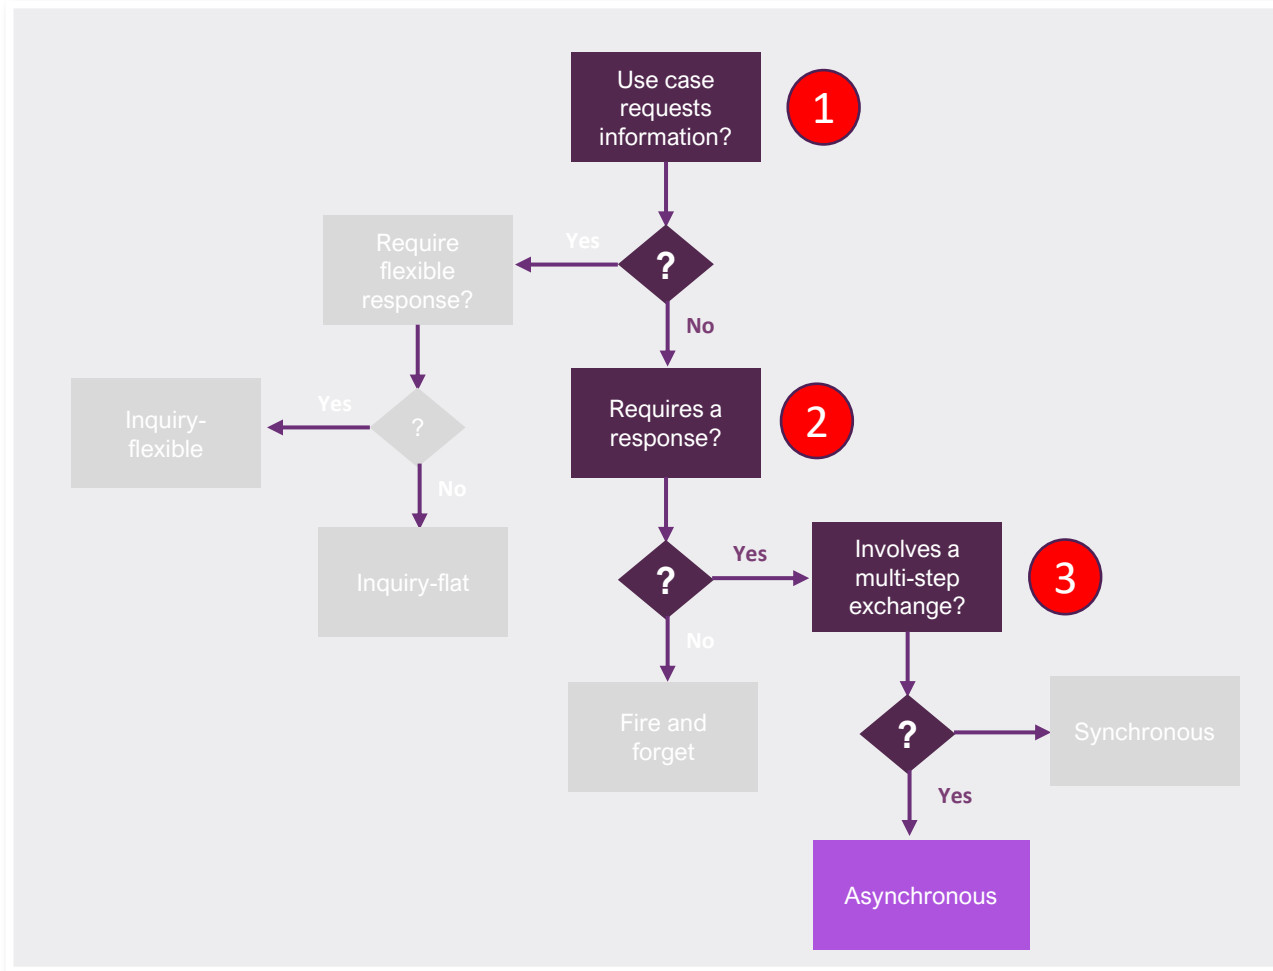 Use case
requests
information?
1
Yes
?
Require
flexible
response?
No
Requires a
response?
2
Yes
?
Inquiry-
flexible
No
Inquiry-flat
Yes
?
Involves a
multi-step
exchange?
3
No
Fire and
forget
?
Synchronous
Yes
Asynchronous